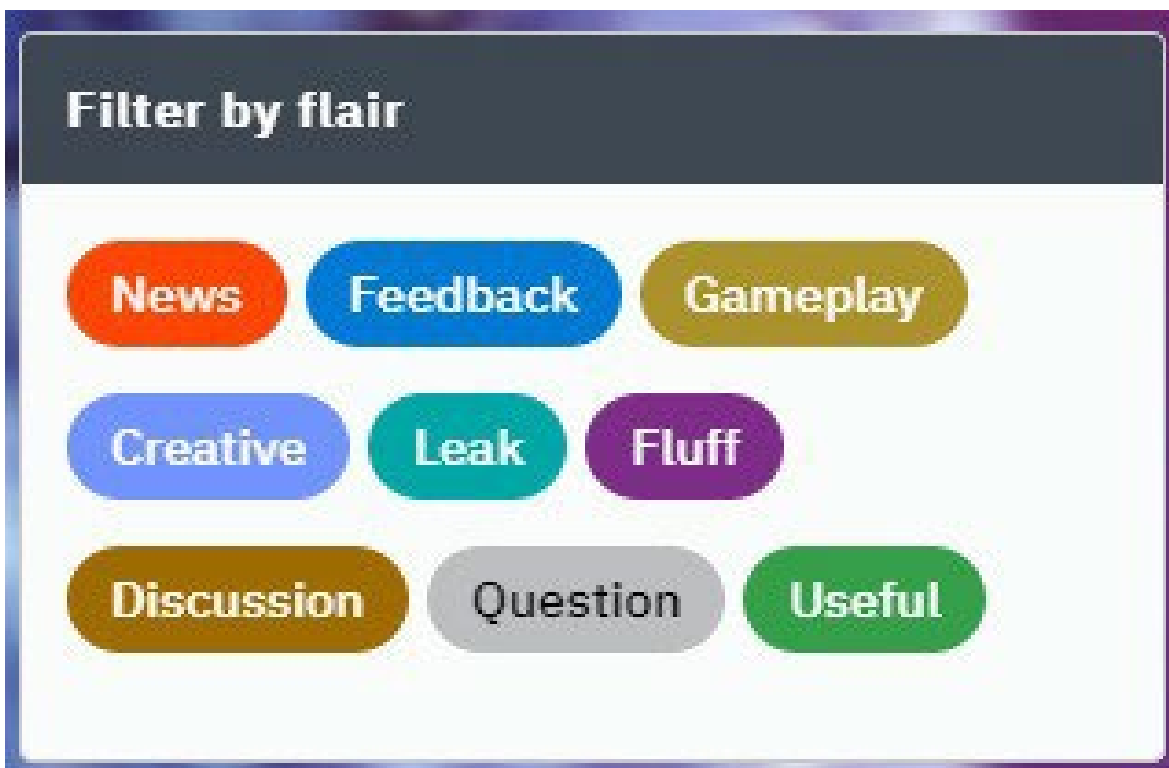 Filter by flair
News Feedback Gameplay
Creative Leak Fluff
Discussion Question Useful